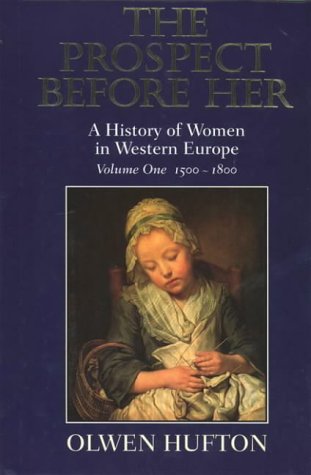 THE
PROSPECT
BEFORE HER
A History of Women
in Western Europe
Volume One 1500~1800
OLWEN HUFTON